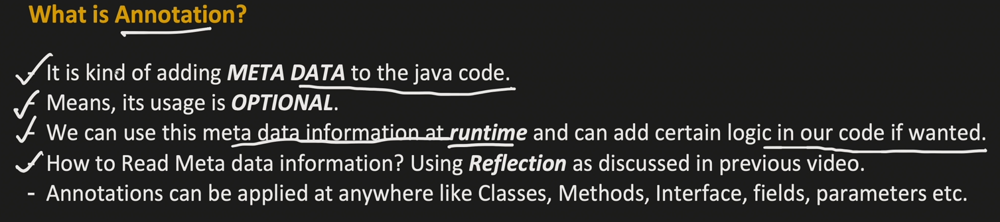 What is Annotation?
It is kind of adding META DATA to the java code.
Means, its usage is OPTIONAL.
We can use this meta data information at runtime and can add certain logic in our code if wanted.
How to Read Meta data information? Using Reflection as discussed in previous video.
- Annotations can be applied at anywhere like Classes, Methods, Interface, fields, parameters etc.